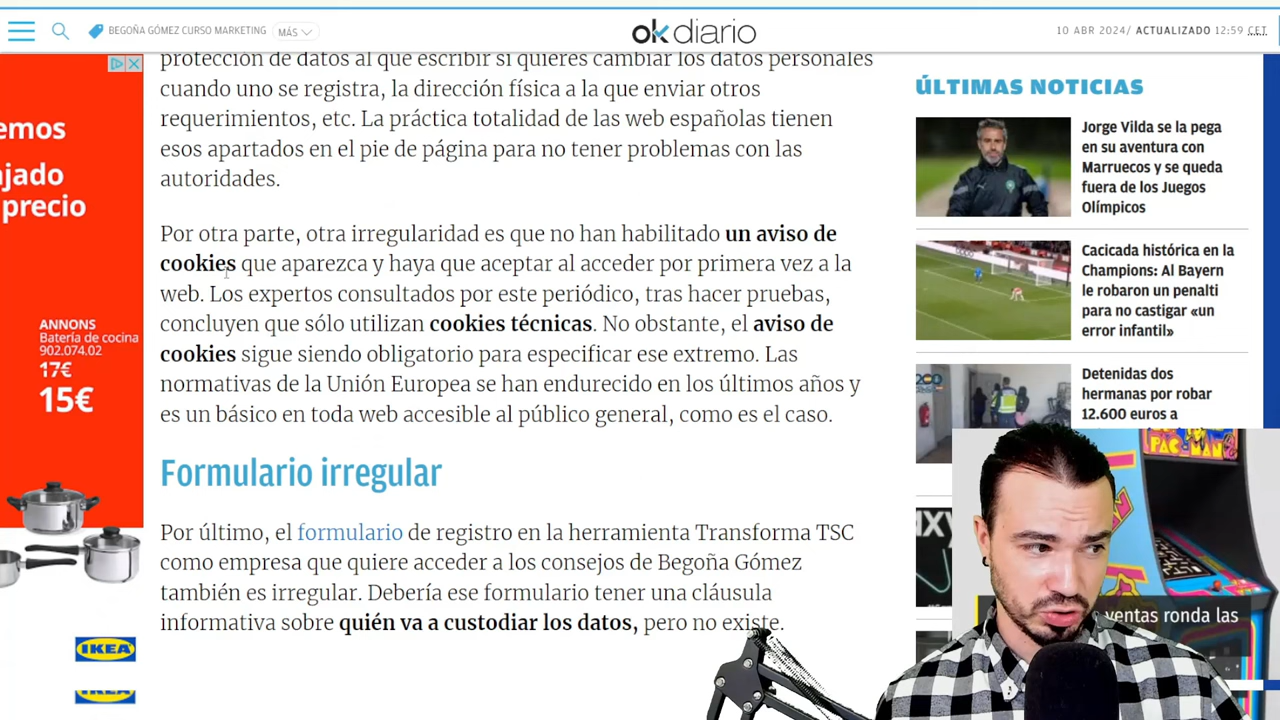 BEGOÑA GÓMEZ CURSO MARKETING
MÁS
okdiario
10 ABR 2024/ ACTUALIZADO 12:59 CET
protección de datos al que escribir si quieres cambiar los datos personales
cuando uno se registra, la dirección física a la que enviar otros
requerimientos, etc. La práctica totalidad de las web españolas tienen
esos apartados en el pie de página para no tener problemas con las
autoridades.
Por otra parte, otra irregularidad es que no han habilitado un aviso de
cookies que aparezca y haya que aceptar al acceder por primera vez a la
web. Los expertos consultados por este periódico, tras hacer pruebas,
concluyen que sólo utilizan cookies técnicas. No obstante, el aviso de
cookies sigue siendo obligatorio para especificar ese extremo. Las
normativas de la Unión Europea se han endurecido en los últimos años y
es un básico en toda web accesible al público general, como es el caso.
Formulario irregular
Por último, el formulario de registro en la herramienta Transforma TSC
como empresa que quiere acceder a los consejos de Begoña Gómez
también es irregular. Debería ese formulario tener una cláusula
informativa sobre quién va a custodiar los datos, pero no existe.
emos
ajado
precio
ANNONS
Batería de cocina
902.074.02
17€
15€
IKEA
IKEA
ÚLTIMAS NOTICIAS
Jorge Vilda se la pega
en su aventura con
Marruecos y se queda
fuera de los Juegos
Olímpicos
Cacicada histórica en la
Champions: Al Bayern
le robaron un penalti
para no castigar «un
error infantil»
Detenidas dos
hermanas por robar
12.600 euros a
PAC-MAN
ventas ronda las